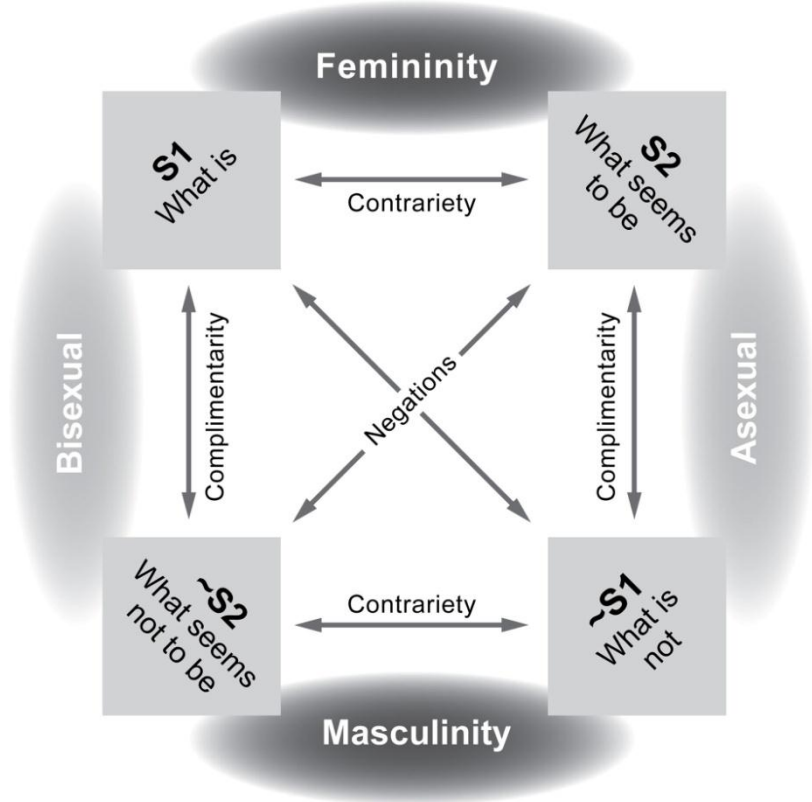 Femininity
S1
What is
S2
What seems
to be
Contrariety
Bisexual
Complimentarity
Negations
Complimentarity
Asexual
~S2
What seems
not to be
Contrariety
~S1
What is
not
Masculinity